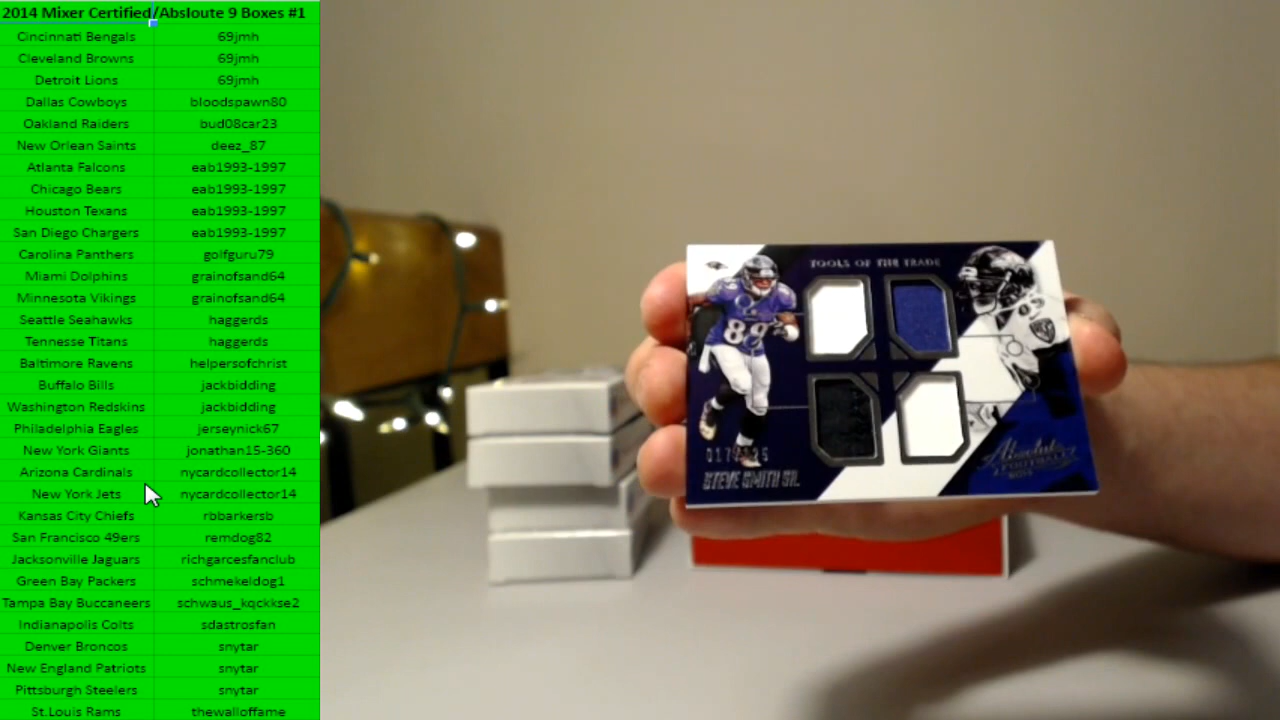 2014 Mixer Certified/Absloute 9 Boxes #1
Cincinnati Bengals 69jmh
Cleveland Browns 69jmh
Detroit Lions 69jmh
Dallas Cowboys bloodspawn80
Oakland Raiders bud08car23
New Orlean Saints deez_87
Atlanta Falcons eab1993-1997
Chicago Bears eab1993-1997
Houston Texans eab1993-1997
San Diego Chargers eab1993-1997
Carolina Panthers golfguru79
Miami Dolphins grainofsand64
Minnesota Vikings grainofsand64
Seattle Seahawks haggerds
Tennesse Titans haggerds
Baltimore Ravens helpersofchrist
Buffalo Bills jackbidding
Washington Redskins jackbidding
Philadelphia Eagles jerseynick67
New York Giants jonathan15-360
Arizona Cardinals nycardcollector14
New York Jets nycardcollector14
Kansas City Chiefs rbbarkersb
San Francisco 49ers remdog82
Jacksonville Jaguars richgarcesfanclub
Green Bay Packers schmekeldog1
Tampa Bay Buccaneers schwaus_kqckkse2
Indianapolis Colts sdastrosfan
Denver Broncos snytar
New England Patriots snytar
Pittsburgh Steelers snytar
St.Louis Rams thewalloffame
TOOLS OF THE TRADE
89
89
STEVE SMITH SR.
Absolute
FOOTBALL